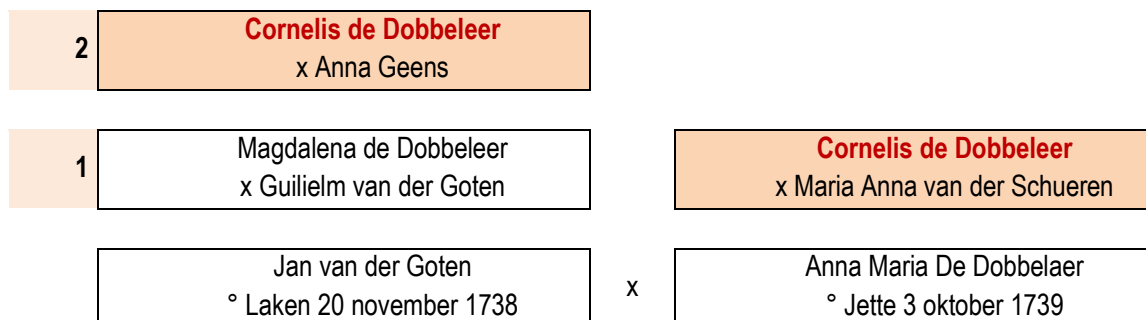 2
Cornelis de Dobbeleer
x Anna Geens
1
Magdalena de Dobbeleer
x Guilielm van der Goten
Cornelis de Dobbeleer
x Maria Anna van der Schueren
Jan van der Goten
° Laken 20 november 1738
x
Anna Maria De Dobbelaer
° Jette 3 oktober 1739